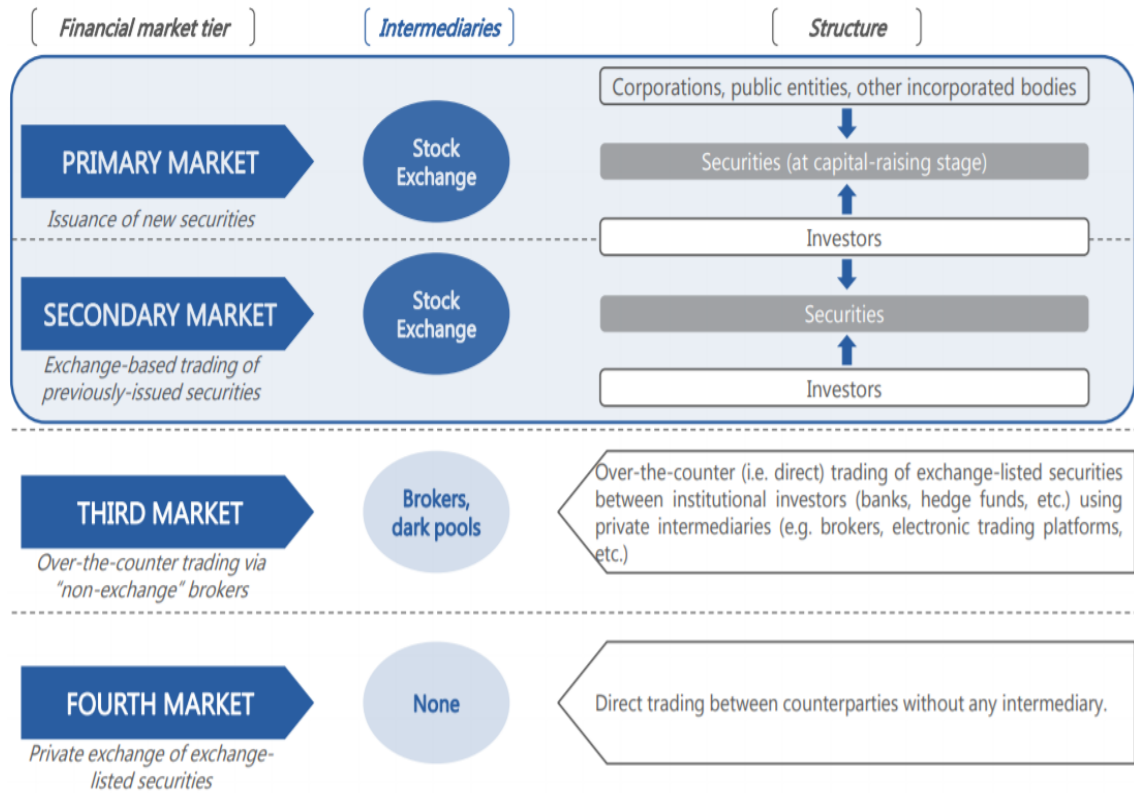 Financial market tier
Intermediaries
Structure
PRIMARY MARKET
Issuance of new securities
Stock
Exchange
Corporations, public entities, other incorporated bodies
Securities (at capital-raising stage)
Investors
SECONDARY MARKET
Exchange-based trading of
previously-issued securities
Stock
Exchange
Securities
Investors
THIRD MARKET
Over-the-counter trading via
“non-exchange” brokers
Brokers,
dark pools
Over-the-counter (i.e. direct) trading of exchange-listed securities
between institutional investors (banks, hedge funds, etc.) using
private intermediaries (e.g. brokers, electronic trading platforms,
etc.)
FOURTH MARKET
Private exchange of exchange-
listed securities
None
Direct trading between counterparties without any intermediary.